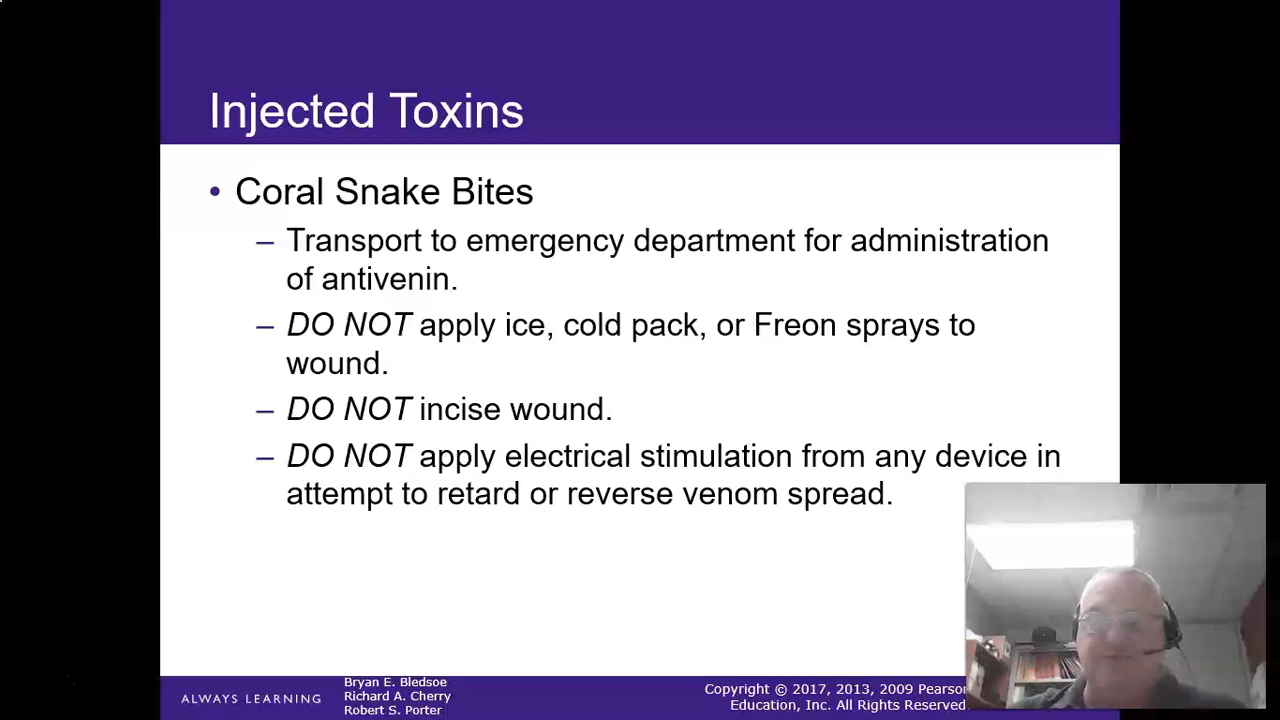 Injected Toxins
• Coral Snake Bites
– Transport to emergency department for administration
of antivenin.
– DO NOT apply ice, cold pack, or Freon sprays to
wound.
– DO NOT incise wound.
– DO NOT apply electrical stimulation from any device in
attempt to retard or reverse venom spread.
ALWAYS LEARNING
Bryan E. Bledsoe
Richard A. Cherry
Robert S. Porter
Copyright © 2017, 2013, 2009 Pearson
Education, Inc. All Rights Reserved